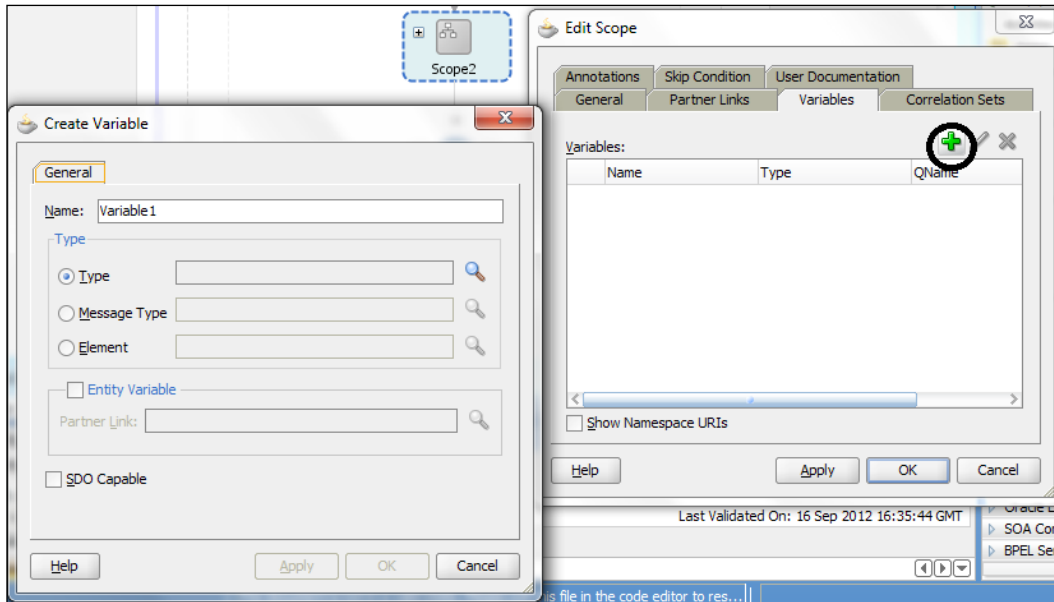 Scope2
Edit Scope
Annotations Skip Condition User Documentation
General Partner Links Variables Correlation Sets
Variables:
Name Type QName
Show Namespace URIs
Help Apply OK Cancel
Create Variable
General
Name: Variable1
Type
Type
Message Type
Element
Entity Variable
Partner Link:
SDO Capable
Help Apply OK Cancel
Last Validated On: 16 Sep 2012 16:35:44 GMT
SOA Co
BPEL Se
his file in the code editor to res...